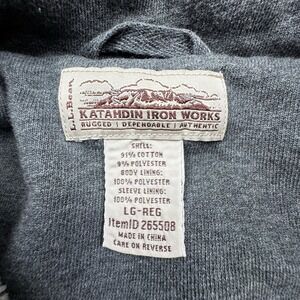 L.L.Bean
KATAHDIN IRON WORKS
RUGGED | DEPENDABLE | AUTHENTIC
SHELL:
91% COTTON
9% POLYESTER
BODY LINING:
100% POLYESTER
SLEEVE LINING:
100% POLYESTER
LG-REG
ItemID 265508
MADE IN CHINA
CARE ON REVERSE